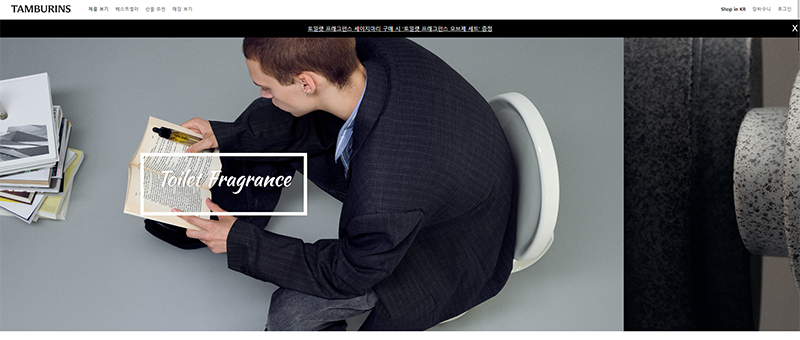 TAMBURINS
제품 보기
베스트셀러
선물 추천
매장 보기
Shop in KR
장바구니
로그인
토일렛 프래그런스 세이지마리 구매 시 '토일렛 프래그런스 오브제 세트' 증정
X
Toilet Fragrance